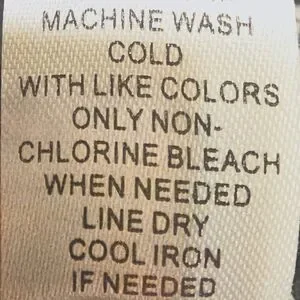 MACHINE WASH
COLD
WITH LIKE COLORS
ONLY NON-
CHLORINE BLEACH
WHEN NEEDED
LINE DRY
COOL IRON
IF NEEDED